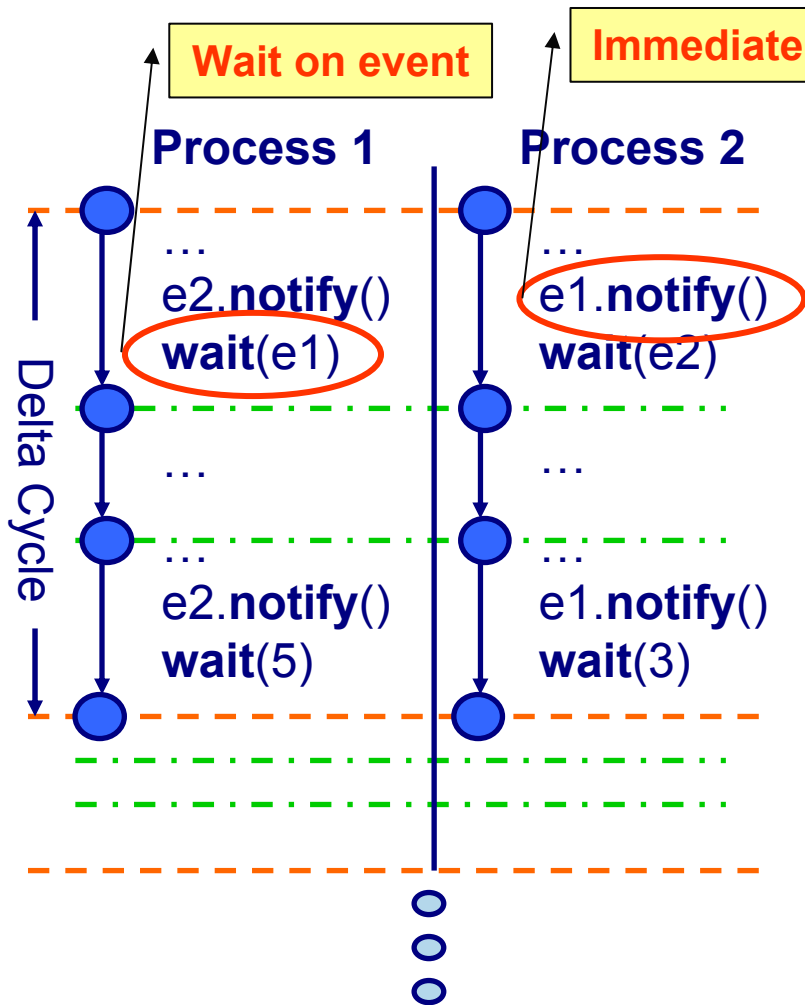 Wait on event
Immediate
Process 1
Process 2
Delta Cycle
…
e2.notify()
wait(e1)
…
e1.notify()
wait(e2)
…
…
…
e2.notify()
wait(5)
…
e1.notify()
wait(3)